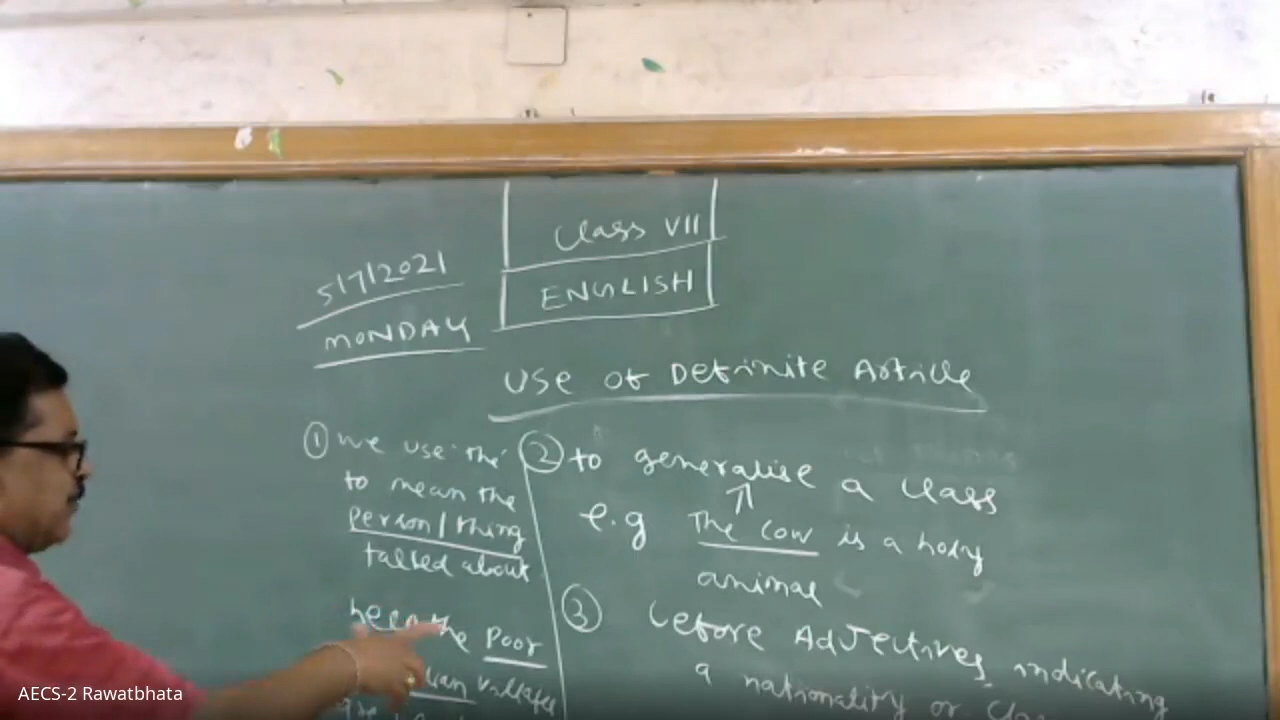 Class VII
ENGLISH
5/7/2021
MONDAY
Use of Definite Article
① we use 'the'
to mean the
Person/thing
talked about
the Poor
② to generalise a class
e.g The cow is a holy
animal
③ before Adjectives indicating
a nationality or
AECS-2 Rawatbhata